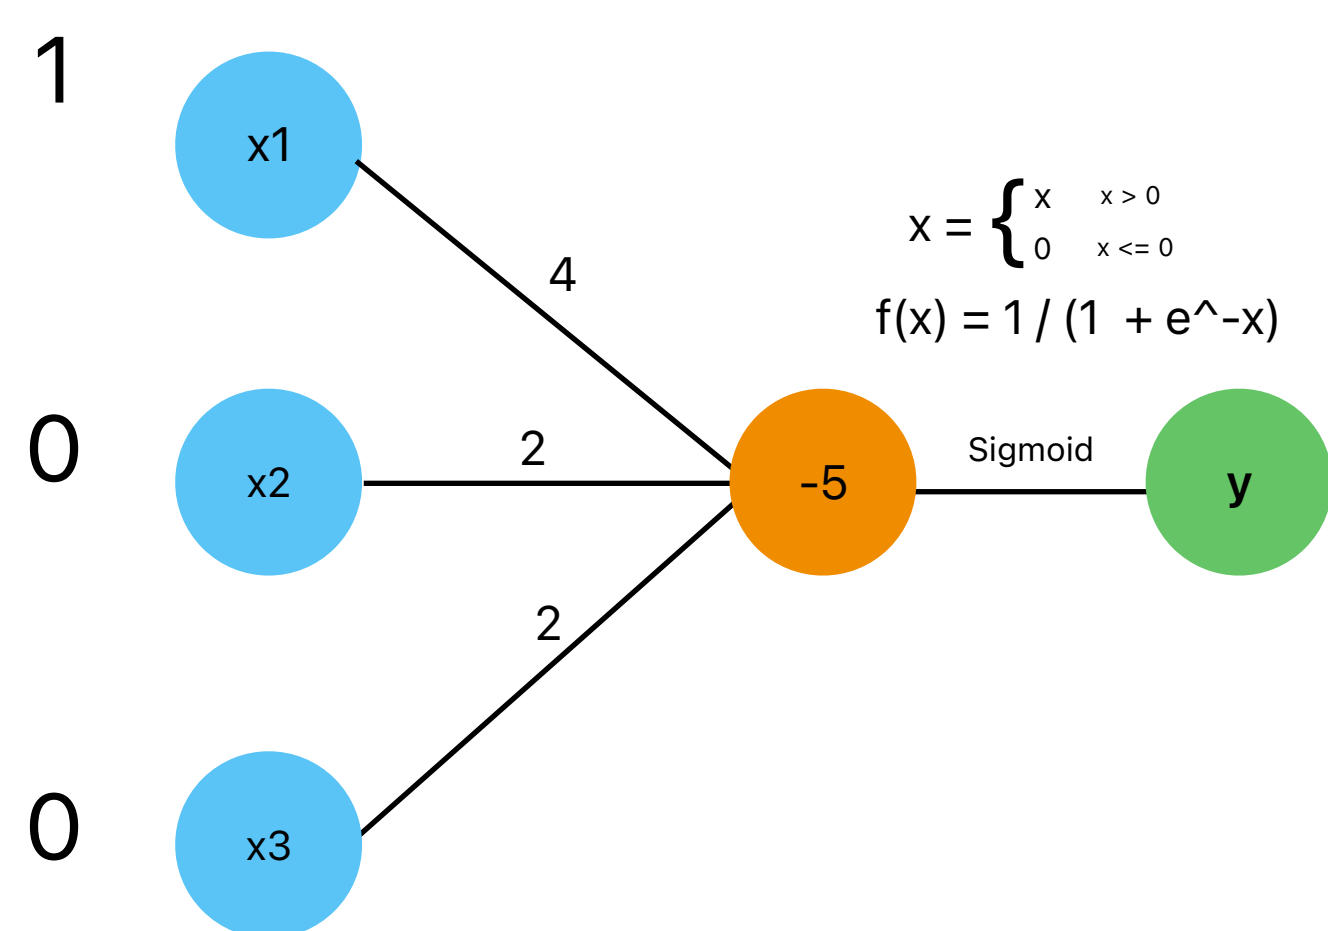 1
x1
x = { x x > 0
0 x <= 0
4
f(x) = 1 / (1 + e^-x)
0
x2
2
-5
Sigmoid
y
2
0
x3